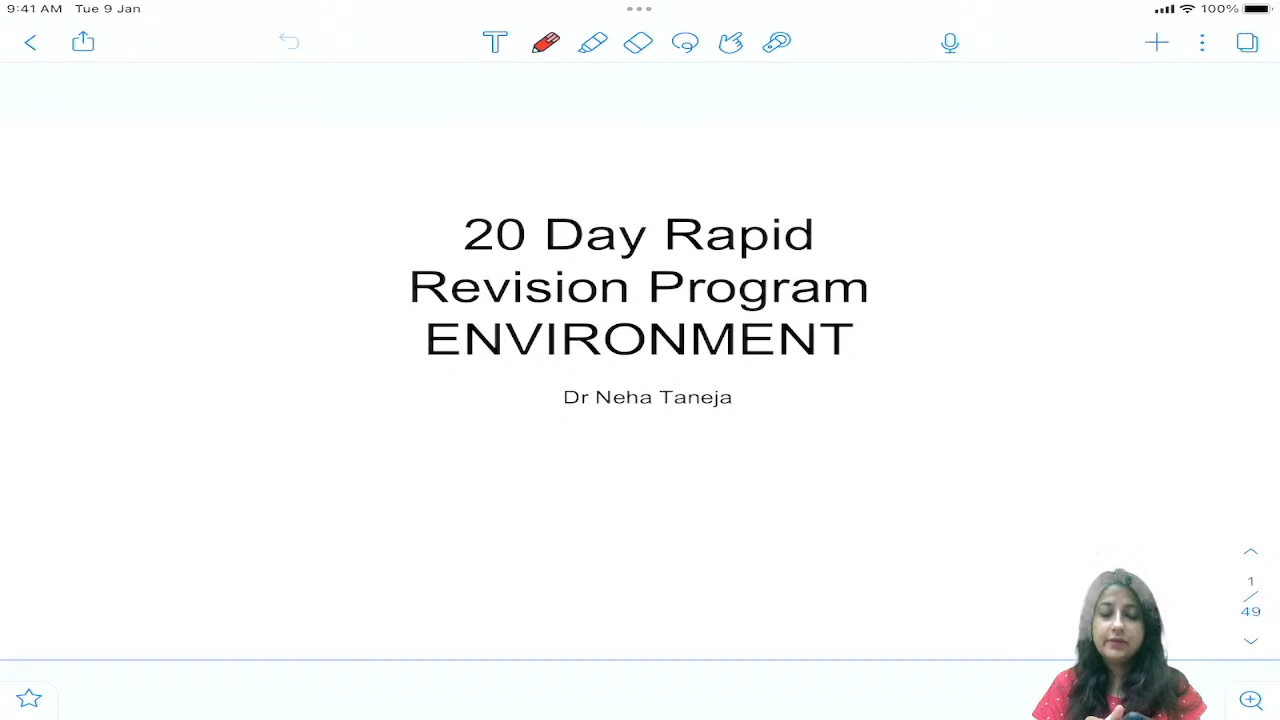 9:41 AM Tue 9 Jan
100%
T
20 Day Rapid
Revision Program
ENVIRONMENT
Dr Neha Taneja
1
/
49